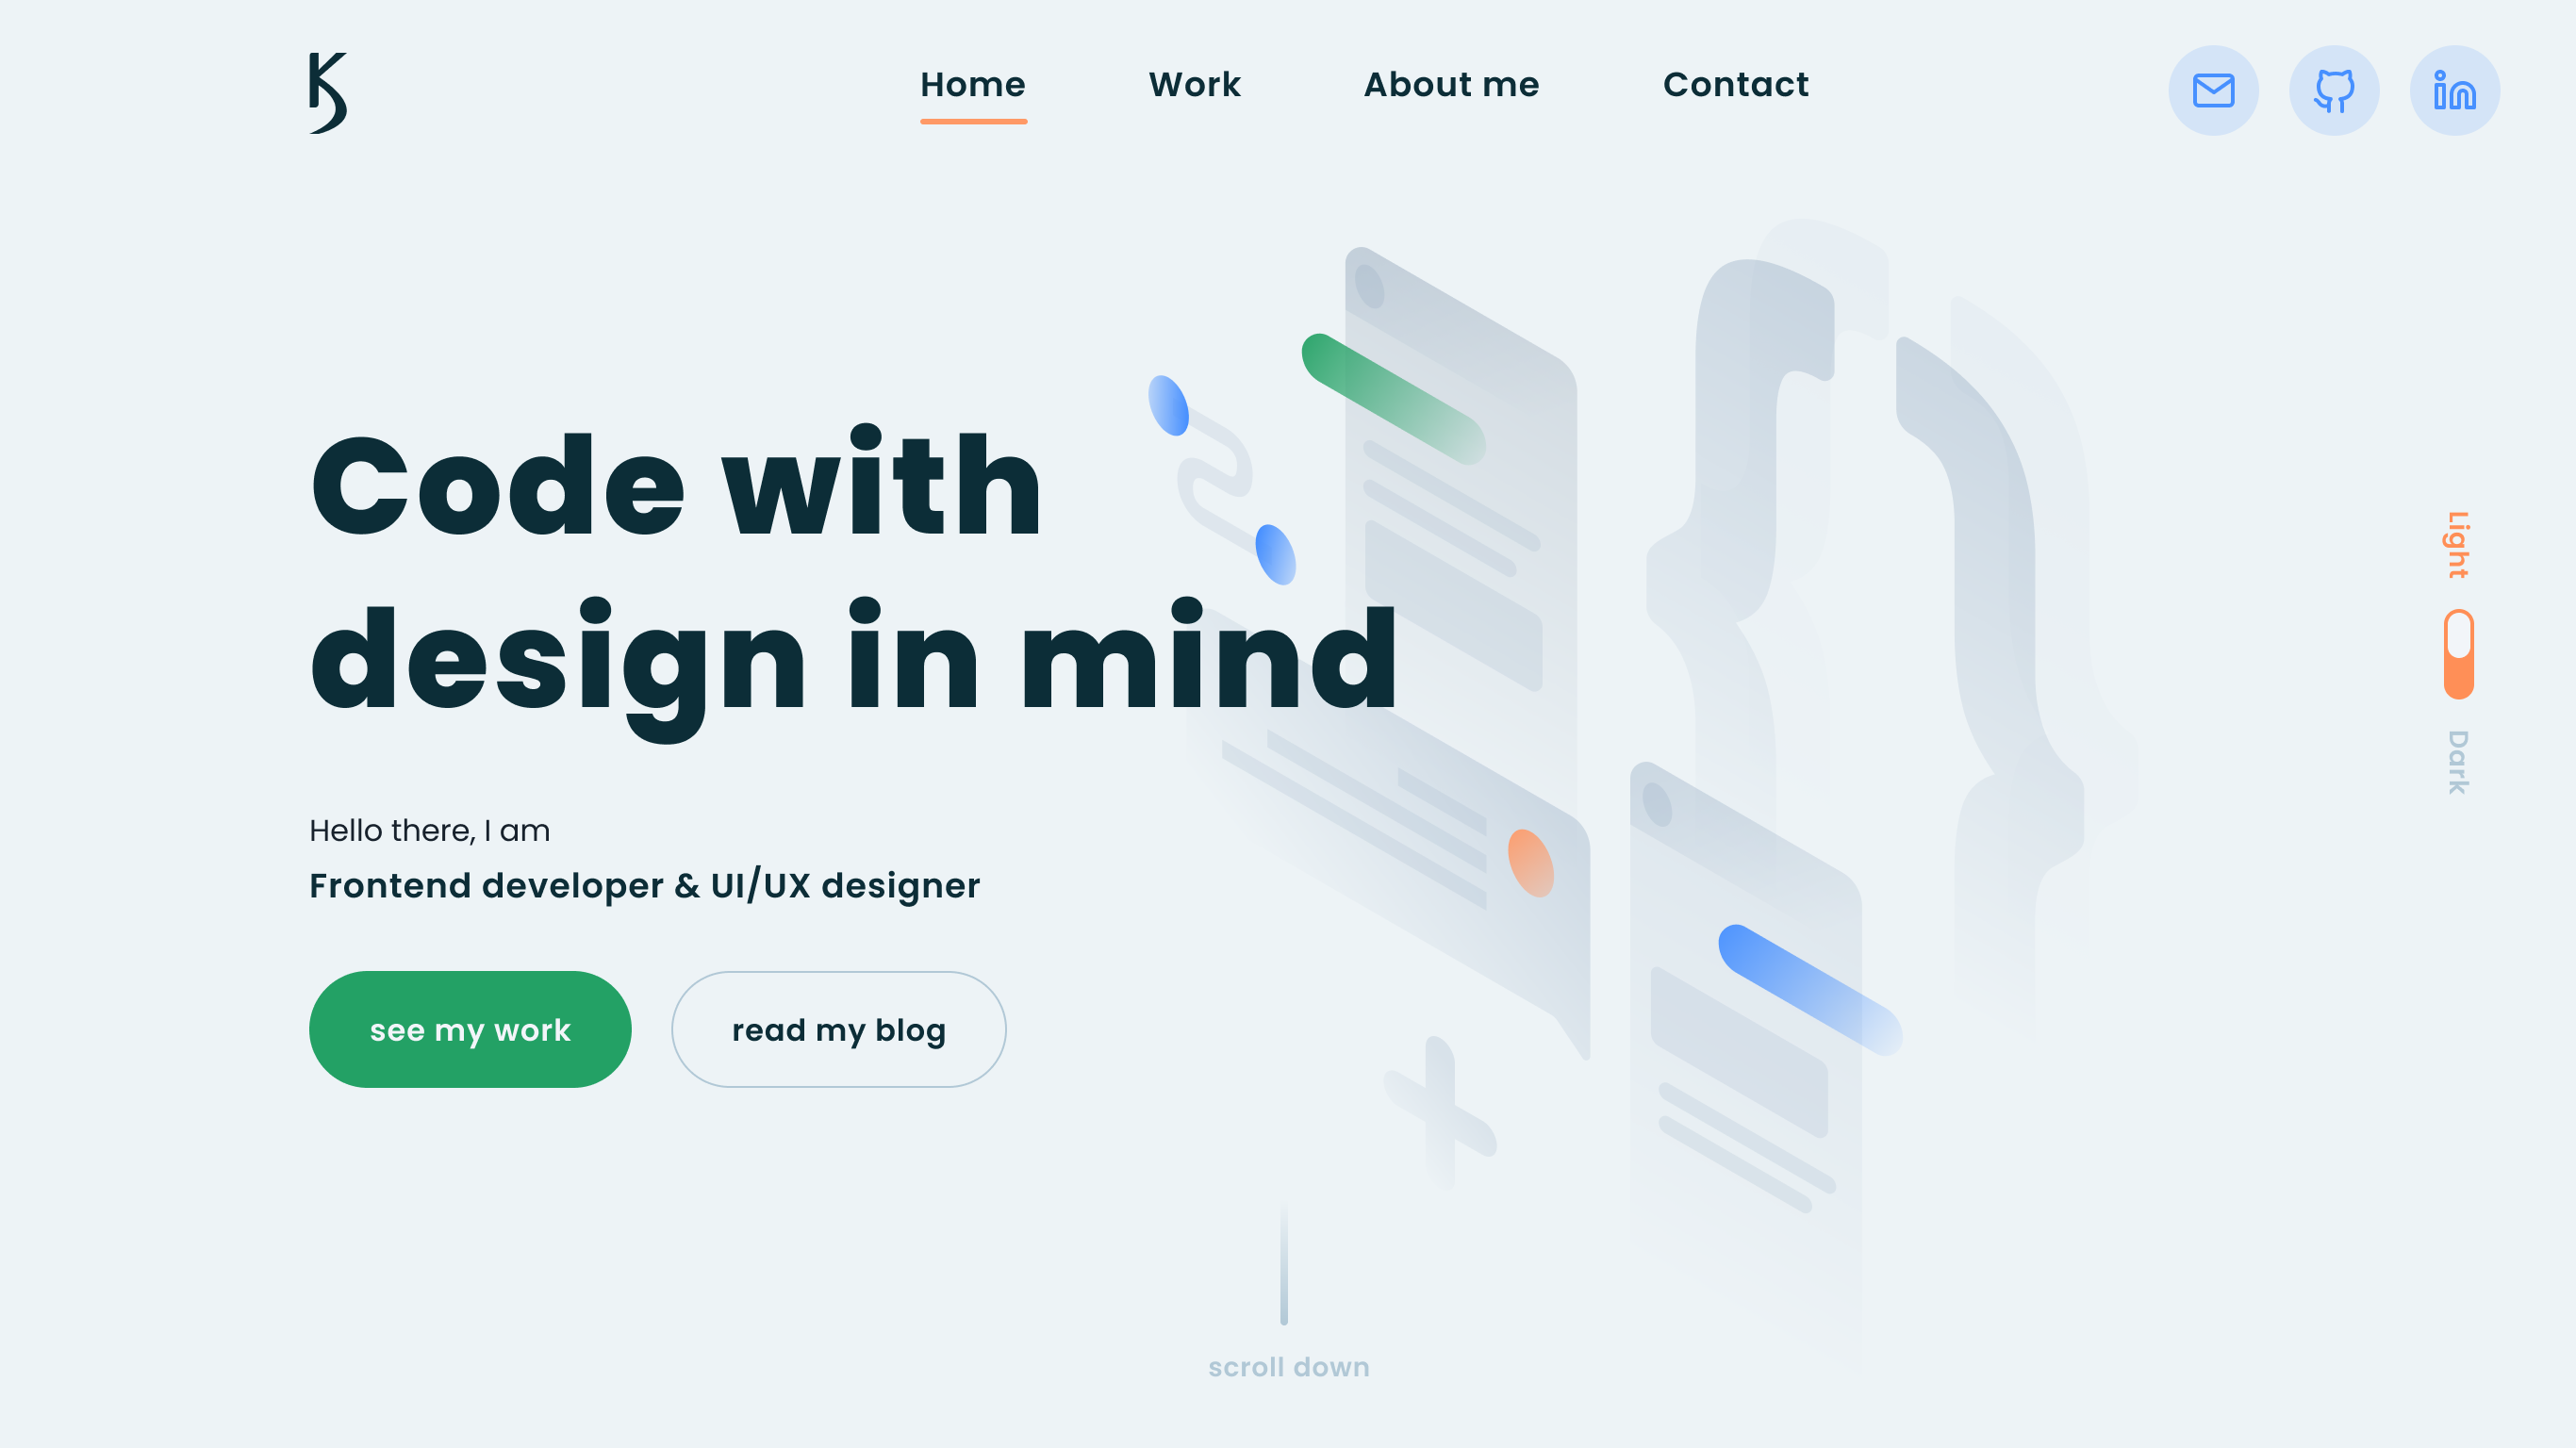 Home Work About me Contact
Code with
design in mind
Hello there, I am
Frontend developer & UI/UX designer
see my work read my blog
Light
Dark
scroll down